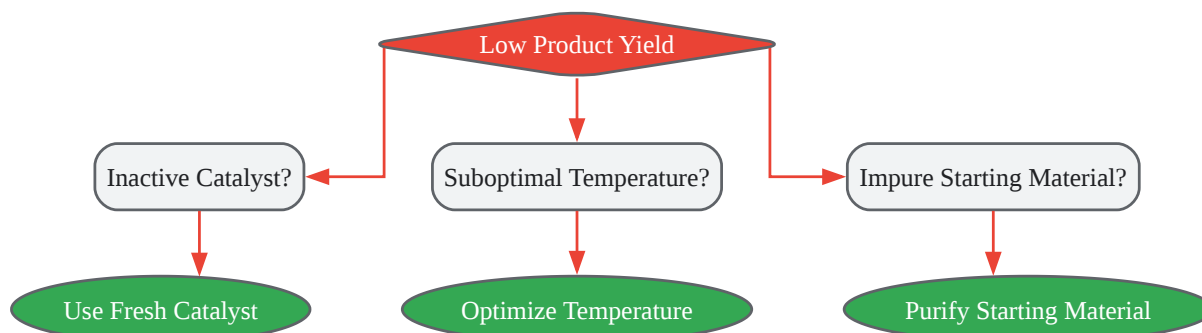 Low Product Yield
Inactive Catalyst?
Suboptimal Temperature?
Impure Starting Material?
Use Fresh Catalyst
Optimize Temperature
Purify Starting Material